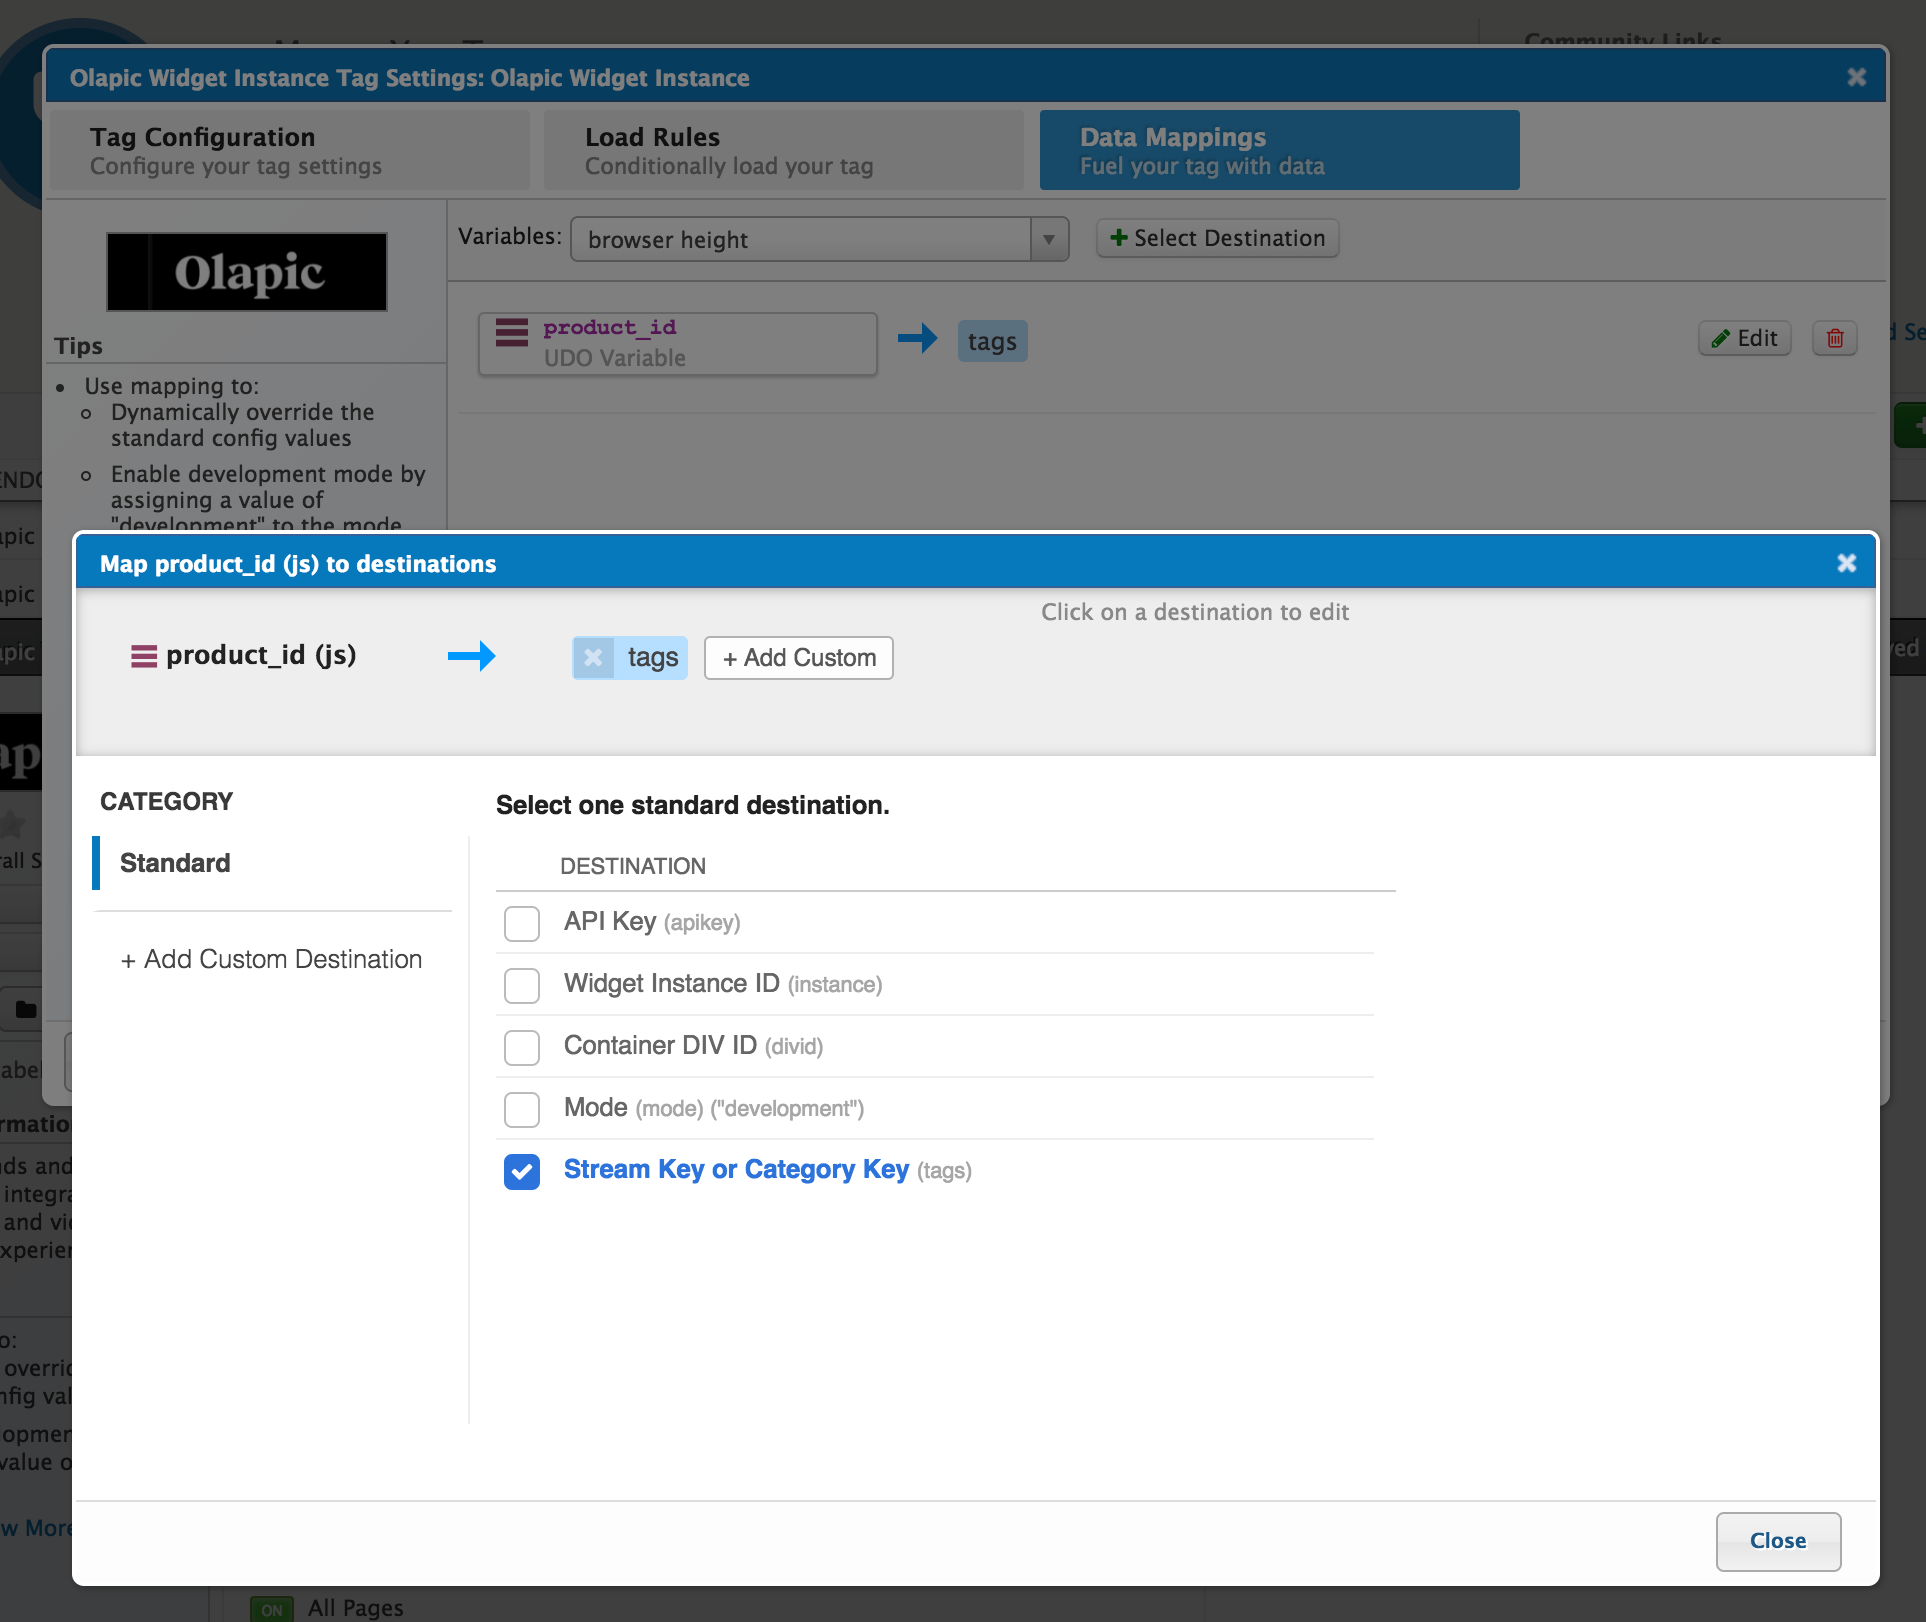 Community Links
Olapic Widget Instance Tag Settings: Olapic Widget Instance
Tag Configuration
Configure your tag settings
Load Rules
Conditionally load your tag
Data Mappings
Fuel your tag with data
Olapic
Variables:
browser height
Select Destination
product_id
UDO Variable
tags
Edit
Tips
Use mapping to:
Dynamically override the
standard config values
Enable development mode by
assigning a value of
"development" to the mode
Map product_id (js) to destinations
Click on a destination to edit
product_id (js)
tags
+ Add Custom
CATEGORY
Standard
+ Add Custom Destination
Select one standard destination.
DESTINATION
API Key (apikey)
Widget Instance ID (instance)
Container DIV ID (divid)
Mode (mode) ("development")
Stream Key or Category Key (tags)
Close
and
value
More
ON
All Pages